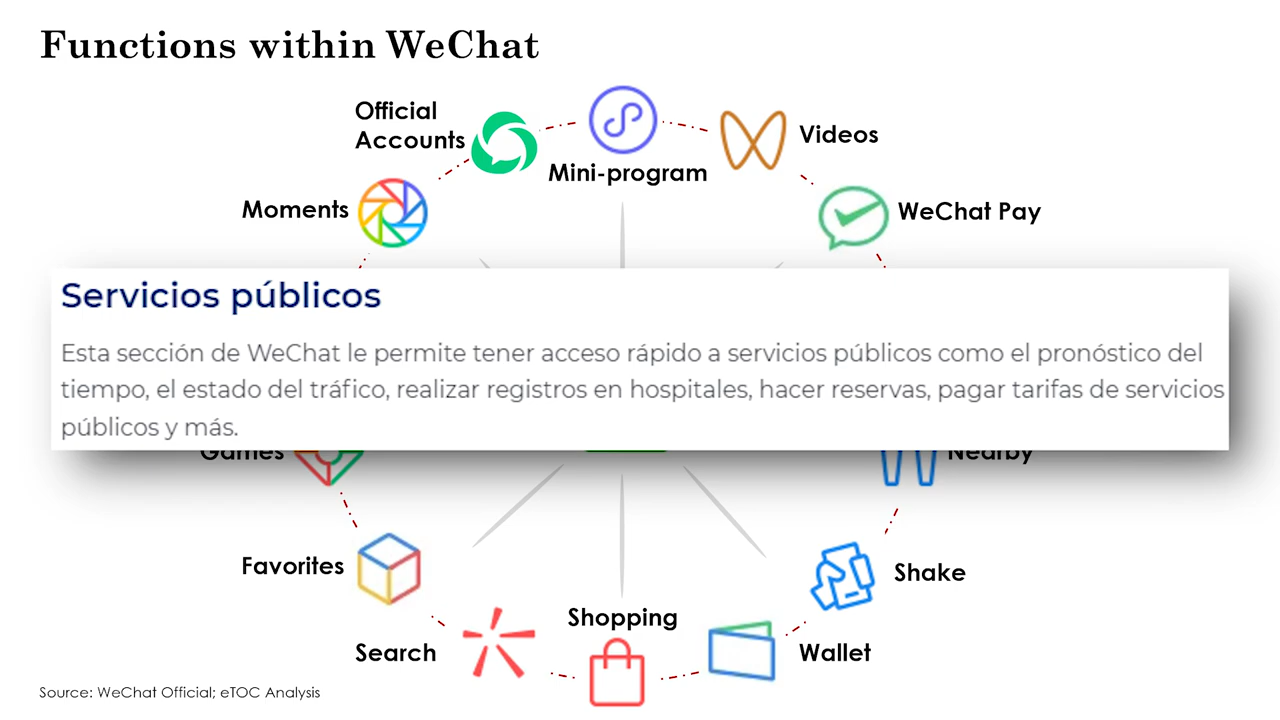 Functions within WeChat
Official
Accounts
Mini-program
Videos
Moments
WeChat Pay
Servicios públicos
Esta sección de WeChat le permite tener acceso rápido a servicios públicos como el pronóstico del
tiempo, el estado del tráfico, realizar registros en hospitales, hacer reservas, pagar tarifas de servicios
públicos y más.
Games
Nearby
Favorites
Shake
Shopping
Search
Wallet
Source: WeChat Official; eTOC Analysis